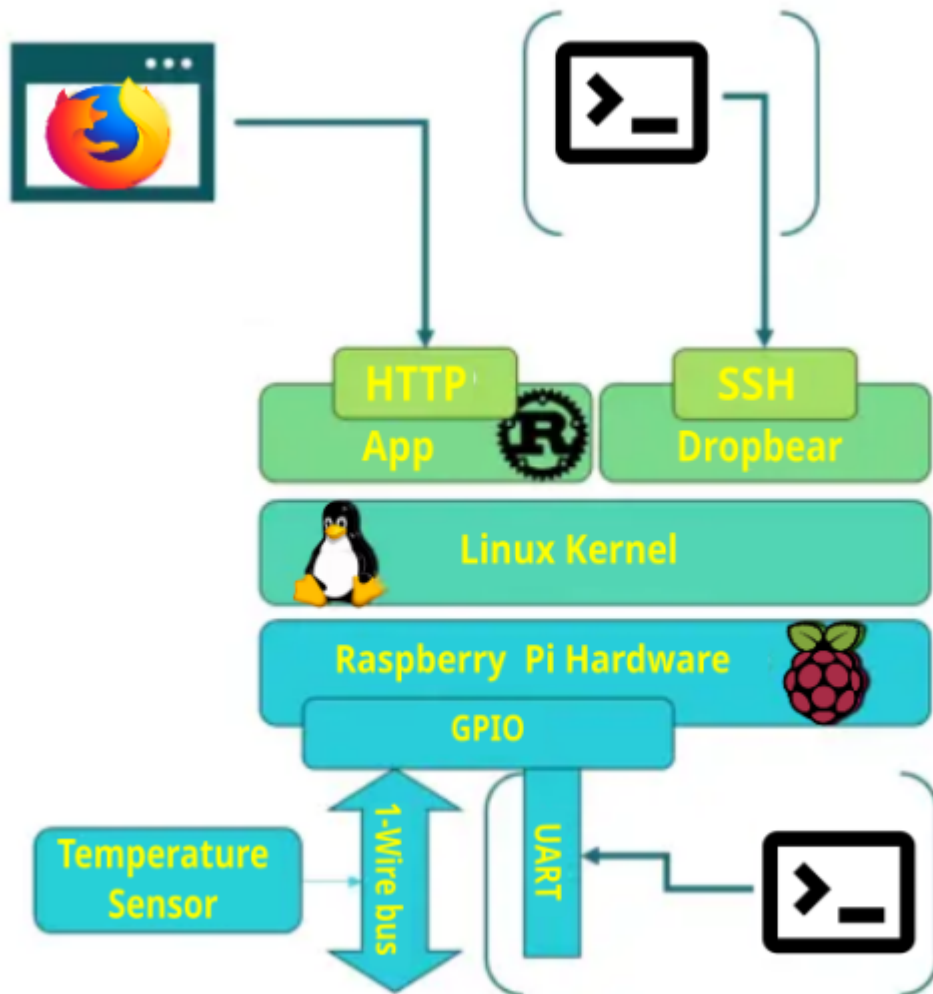 HTTP
SSH
App
Dropbear
Linux Kernel
Raspberry Pi Hardware
GPIO
1-Wire bus
UART
Temperature
Sensor